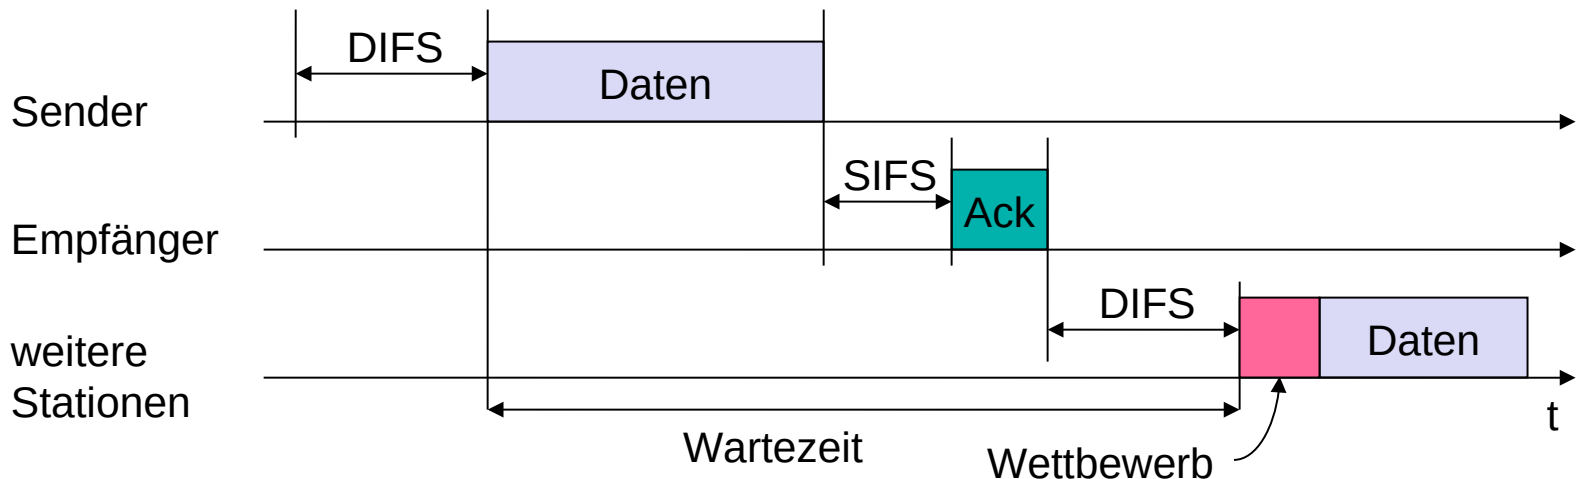 DIFS
Daten
Sender
SIFS
Ack
Empfänger
DIFS
Daten
weitere
Stationen
t
Wartezeit
Wettbewerb